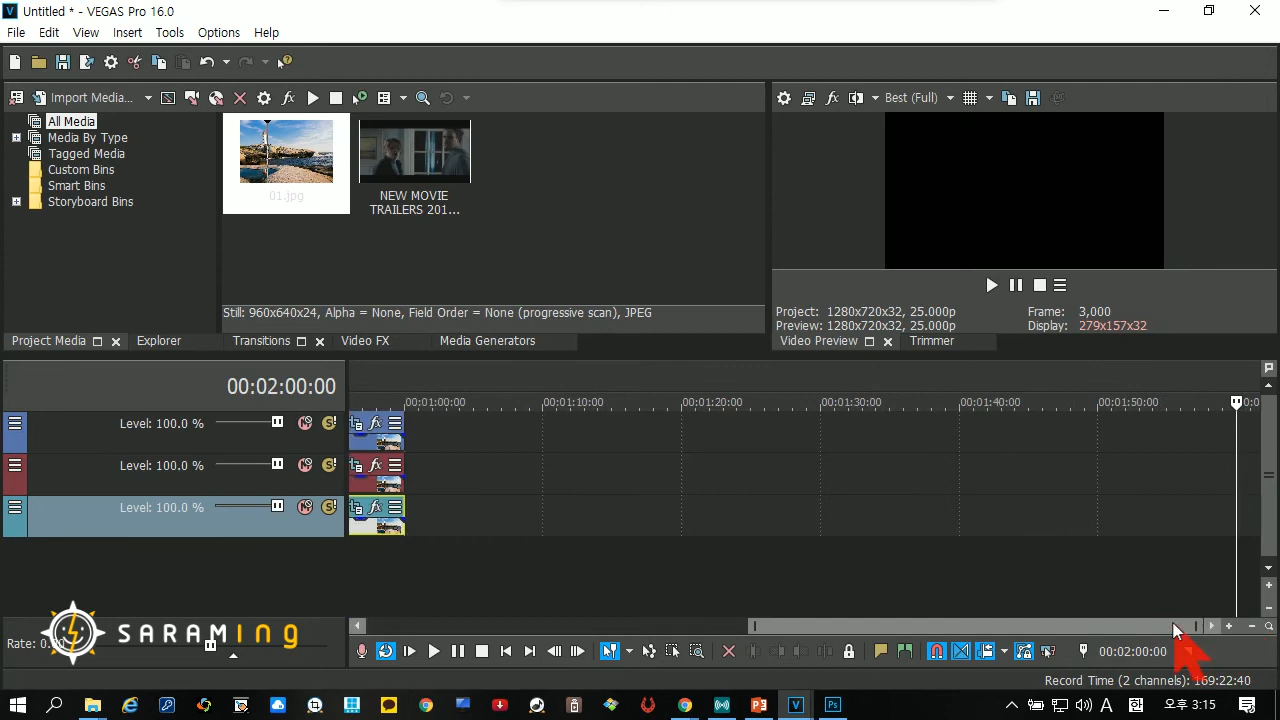 Untitled * - VEGAS Pro 16.0
File Edit View Insert Tools Options Help
Import Media...
Best (Full)
All Media
Media By Type
Tagged Media
Custom Bins
Smart Bins
Storyboard Bins
01.jpg
NEW MOVIE
TRAILERS 201...
Still: 960x640x24, Alpha = None, Field Order = None (progressive scan), JPEG
Project: 1280x720x32, 25.000p
Preview: 1280x720x32, 25.000p
Frame: 3,000
Display: 279x157x32
Project Media Explorer Transitions Video FX Media Generators
Video Preview Trimmer
00:02:00:00
00:01:00:00 00:01:10:00 00:01:20:00 00:01:30:00 00:01:40:00 00:01:50:00
Level: 100.0 %
Level: 100.0 %
Level: 100.0 %
SARAMING
Rate:
00:02:00:00
Record Time (2 channels): 169:22:40
A 오후 3:15